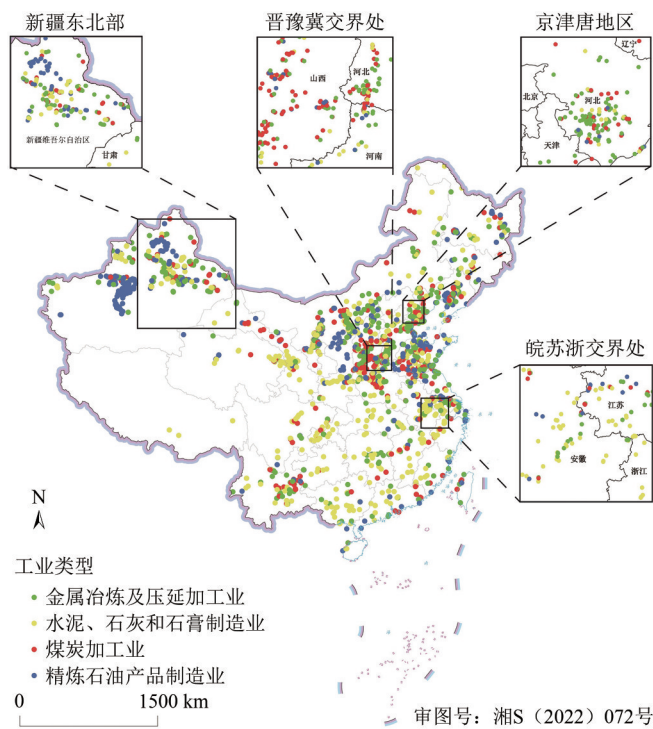 新疆东北部
晋豫冀交界处
京津唐地区
新疆维吾尔自治区
甘肃
山西
河北
河南
辽宁
北京
河北
天津
皖苏浙交界处
江苏
安徽
浙江
N
工业类型
金属冶炼及压延加工业
水泥、石灰和石膏制造业
煤炭加工业
精炼石油产品制造业
0 1500 km
审图号：湘S（2022）072号